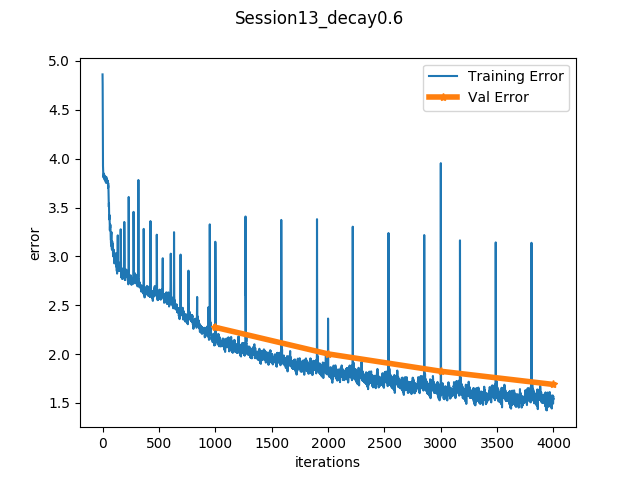 Session13_decay0.6
5.0
4.5
4.0
3.5
3.0
2.5
2.0
1.5
error
Training Error
Val Error
0 500 1000 1500 2000 2500 3000 3500 4000
iterations